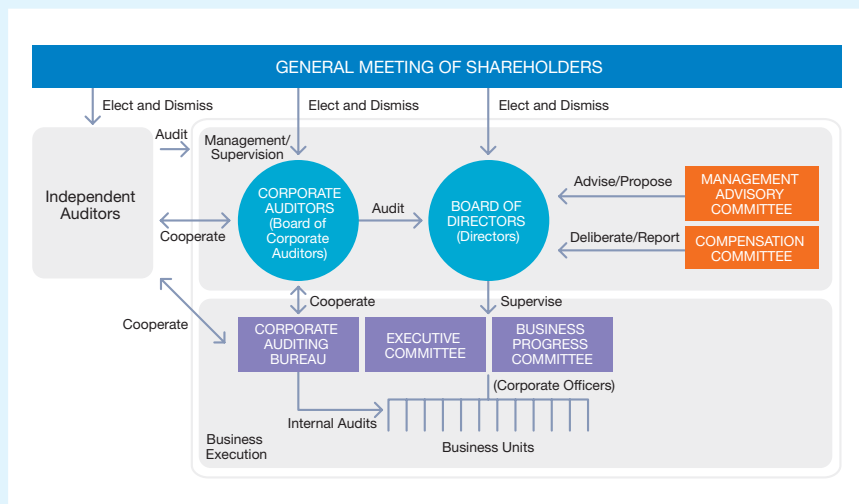 GENERAL MEETING OF SHAREHOLDERS
Elect and Dismiss
Elect and Dismiss
Elect and Dismiss
Audit
Management/
Supervision
Independent
Auditors
CORPORATE
AUDITORS
(Board of
Corporate
Auditors)
Audit
BOARD OF
DIRECTORS
(Directors)
Advise/Propose
MANAGEMENT
ADVISORY
COMMITTEE
Cooperate
Deliberate/Report
COMPENSATION
COMMITTEE
Cooperate
Supervise
Cooperate
CORPORATE
AUDITING
BUREAU
EXECUTIVE
COMMITTEE
BUSINESS
PROGRESS
COMMITTEE
(Corporate Officers)
Internal Audits
Business
Execution
Business Units